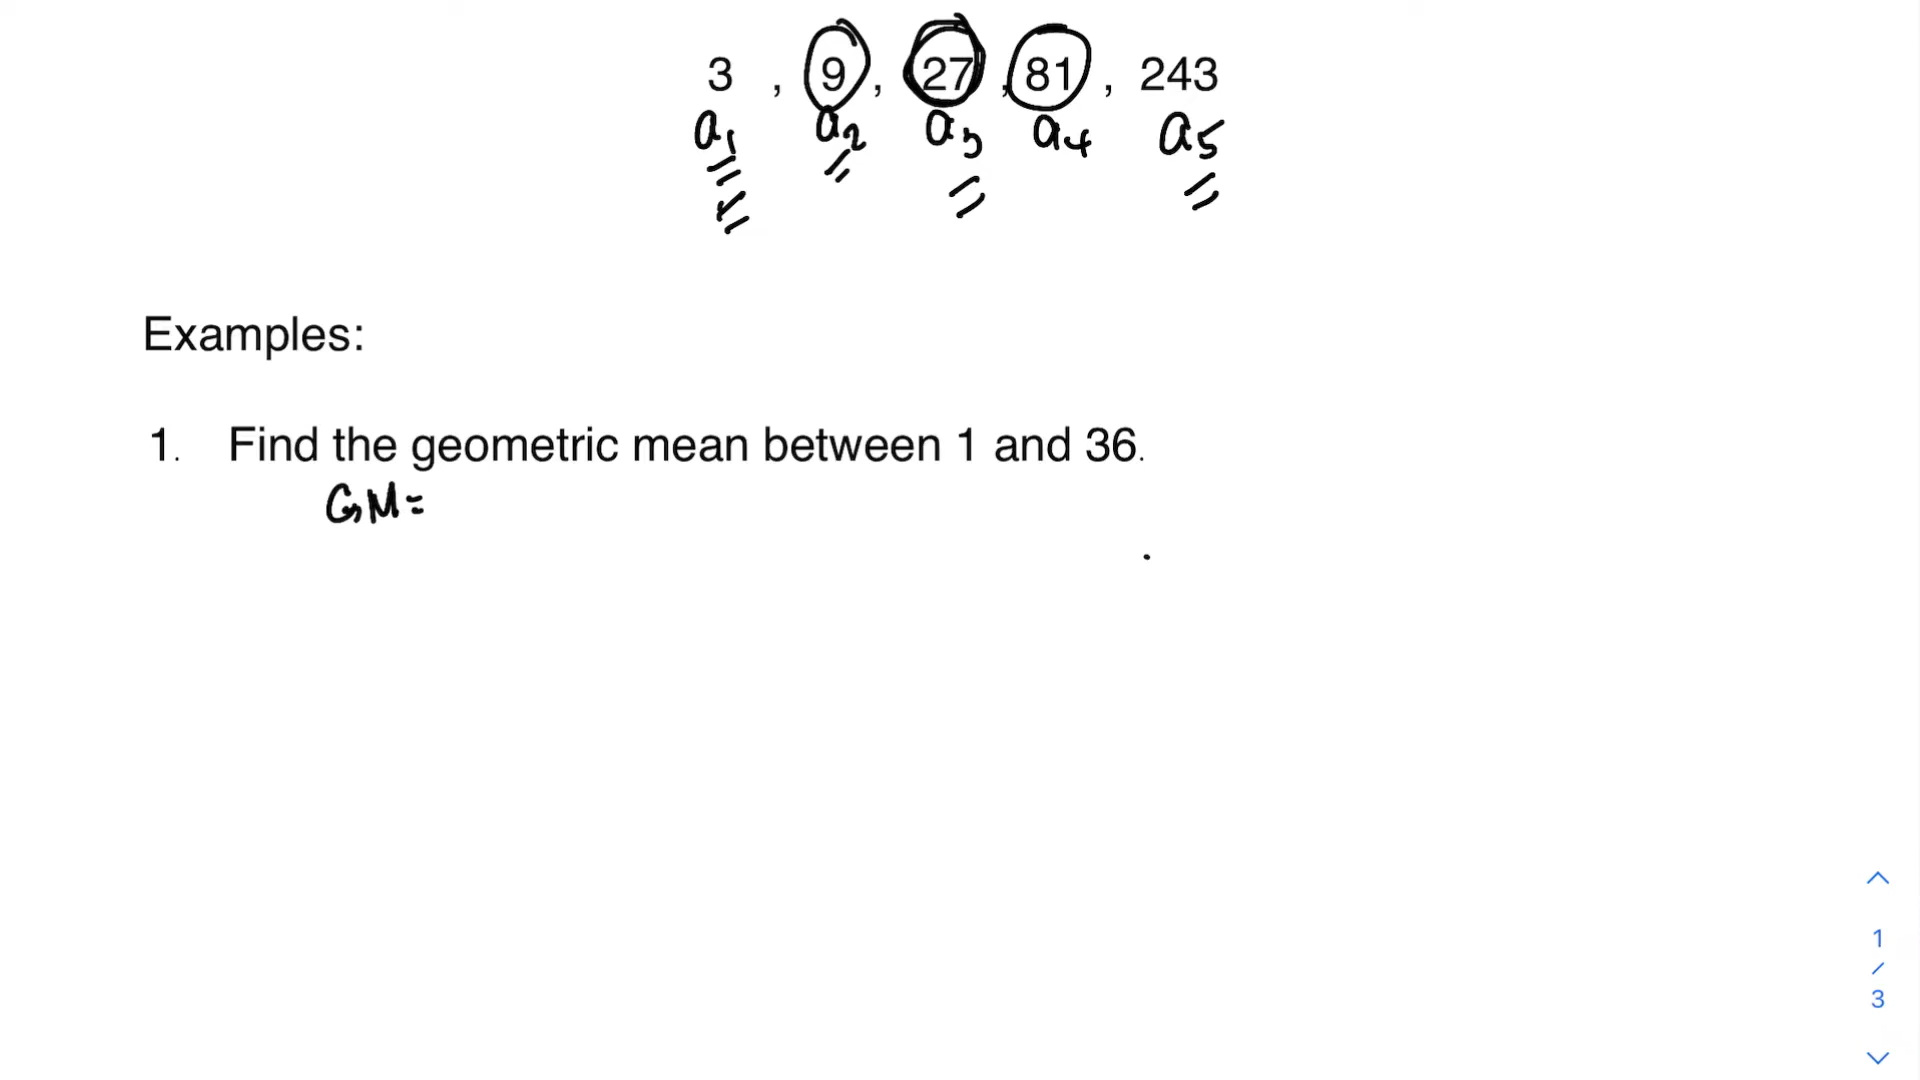 3 , 9 , 27 , 81 , 243
a1 a2 a3 a4 a5
Examples:
1. Find the geometric mean between 1 and 36.
GM=
1
/
3